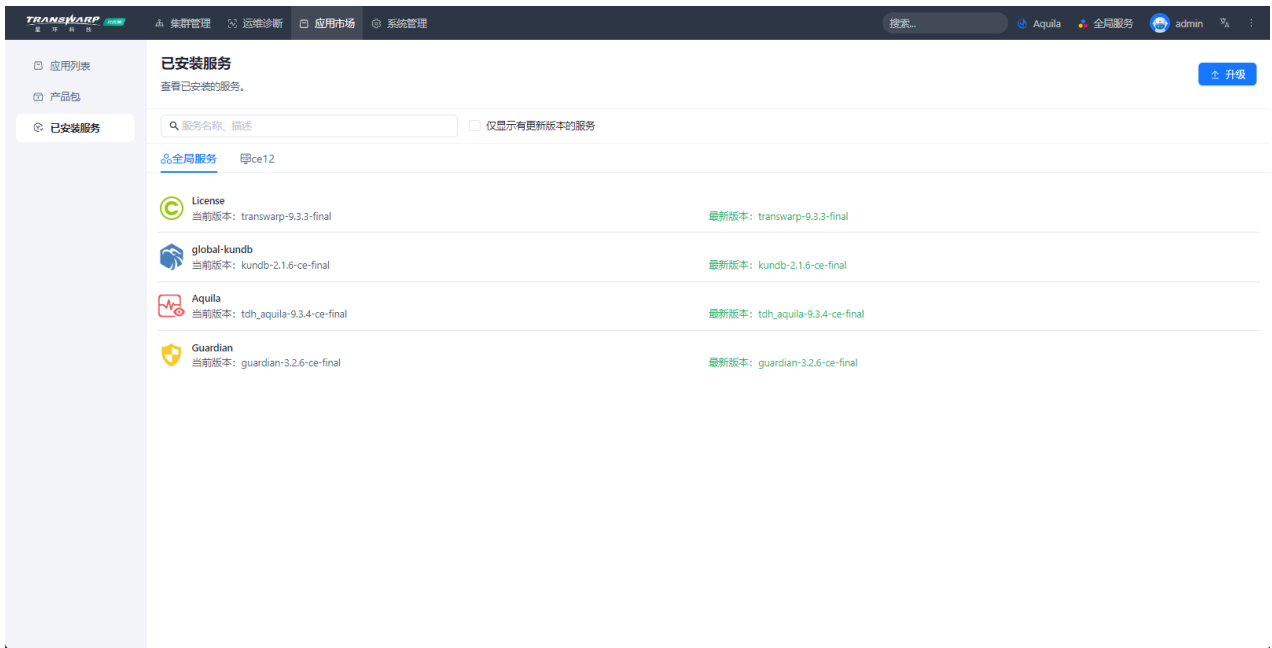 TRANSWARP
星 环 科 技
集群管理 运维诊断 应用市场 系统管理 搜索... Aquila 全局服务 admin
应用列表
产品包
已安装服务
已安装服务
查看已安装的服务。
升级
服务名称、描述 仅显示有更新版本的服务
全局服务 ce12
License
当前版本：transwarp-9.3.3-final 最新版本：transwarp-9.3.3-final
global-kundb
当前版本：kundb-2.1.6-ce-final 最新版本：kundb-2.1.6-ce-final
Aquila
当前版本：tdh_aquila-9.3.4-ce-final 最新版本：tdh_aquila-9.3.4-ce-final
Guardian
当前版本：guardian-3.2.6-ce-final 最新版本：guardian-3.2.6-ce-final